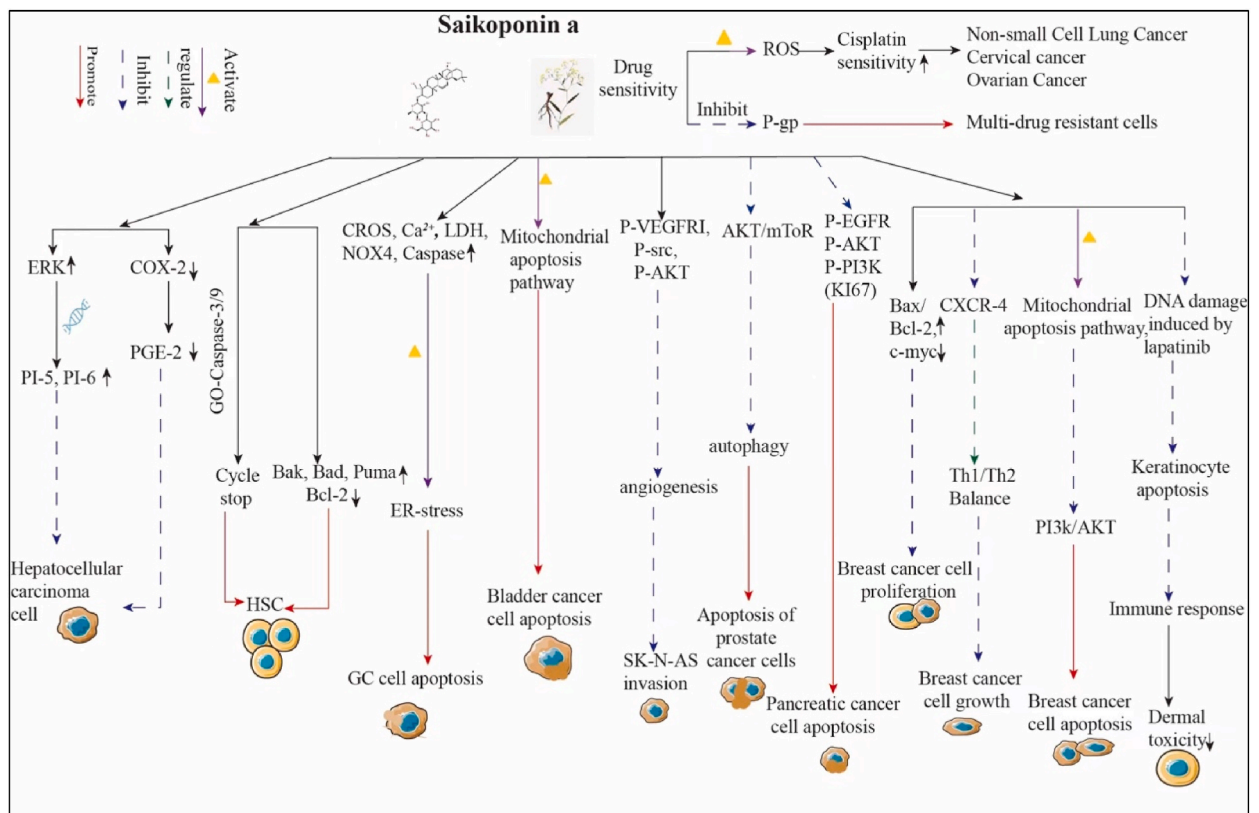 Saikoponin a
Promote
Inhibit
regulate
Activate
Drug
sensitivity
ROS
Cisplatin
sensitivity
Non-small Cell Lung Cancer
Cervical cancer
Ovarian Cancer
Inhibit
P-gp
Multi-drug resistant cells
ERK
COX-2
PGE-2
PI-5, PI-6
Hepatocellular
carcinoma
cell
GO-Caspase-3/9
Cycle
stop
Bak, Bad, Puma
Bcl-2
HSC
CROS, Ca²⁺, LDH,
NOX4, Caspase
ER-stress
GC cell apoptosis
Mitochondrial
apoptosis
pathway
Bladder cancer
cell apoptosis
P-VEGFRI,
P-src,
P-AKT
angiogenesis
SK-N-AS
invasion
AKT/mToR
autophagy
Apoptosis of
prostate
cancer cells
P-EGFR
P-AKT
P-PI3K
(KI67)
Pancreatic cancer
cell apoptosis
Bax/
Bcl-2,
c-myc
Breast cancer cell
proliferation
CXCR-4
Th1/Th2
Balance
Breast cancer
cell growth
Mitochondrial
apoptosis pathway,
PI3k/AKT
Breast cancer
cell apoptosis
DNA damage
induced by
lapatinib
Keratinocyte
apoptosis
Immune response
Dermal
toxicity